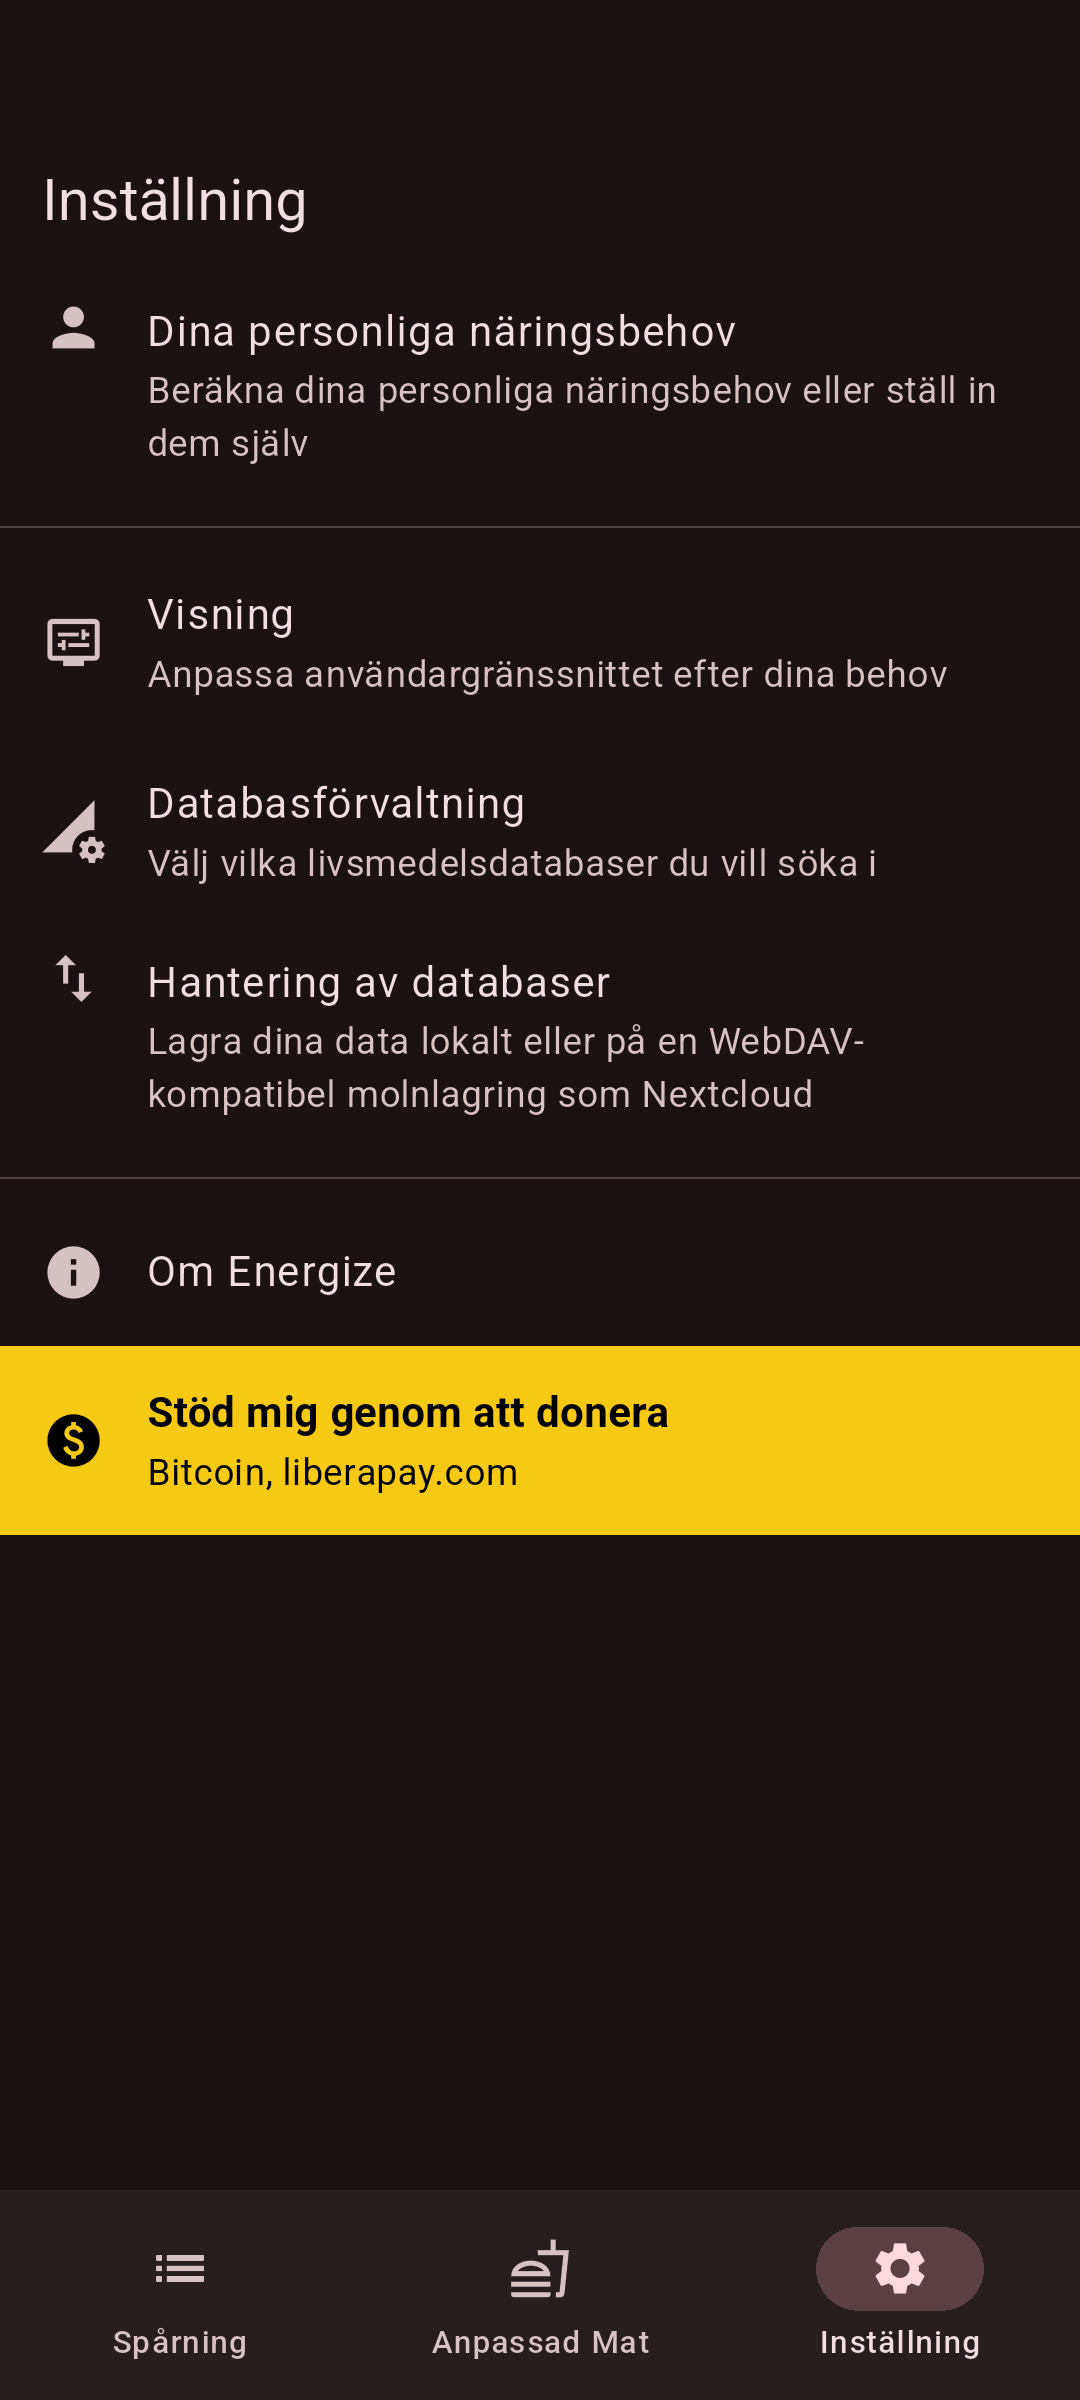 Inställning
Dina personliga näringsbehov
Beräkna dina personliga näringsbehov eller ställ in
dem själv
Visning
Anpassa användargränssnittet efter dina behov
Databasförvaltning
Välj vilka livsmedelsdatabaser du vill söka i
Hantering av databaser
Lagra dina data lokalt eller på en WebDAV-
kompatibel molnlagring som Nextcloud
Om Energize
Stöd mig genom att donera
Bitcoin, liberapay.com
Spårning
Anpassad Mat
Inställning